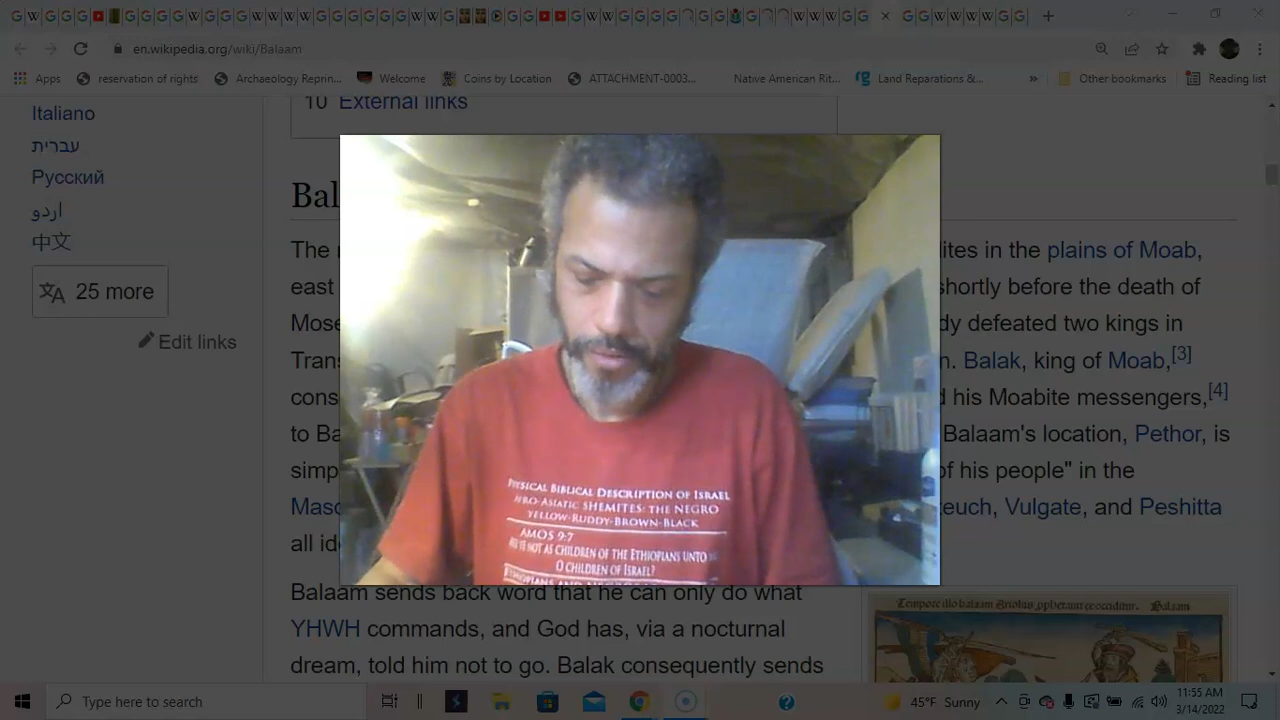 en.wikipedia.org/wiki/Balaam
Apps
reservation of rights
Archaeology Reprin...
Welcome
Coins by Location
ATTACHMENT-0003...
Native American Rit...
Land Reparations &...
»
Other bookmarks
Reading list
Italiano
עברית
Русский
اردو
中文
25 more
Edit links
10 External links
Bal
The
lites in the plains of Moab,
east
shortly before the death of
Mose
dy defeated two kings in
Trans
n. Balak, king of Moab,[3]
cons
d his Moabite messengers,[4]
to Ba
Balaam's location, Pethor, is
simp
of his people" in the
Maso
teuch, Vulgate, and Peshitta
all id
Balaam sends back word that he can only do what
YHWH commands, and God has, via a nocturnal
dream, told him not to go. Balak consequently sends
PHYSICAL BIBLICAL DESCRIPTION OF ISRAEL
AFRO-ASIATIC SHEMITES: THE NEGRO
YELLOW-RUDDY-BROWN-BLACK
AMOS 9:7
YE NOT AS CHILDREN OF THE ETHIOPIANS UNTO
O CHILDREN OF ISRAEL?
Balaam
Type here to search
45°F Sunny
11:55 AM
3/14/2022